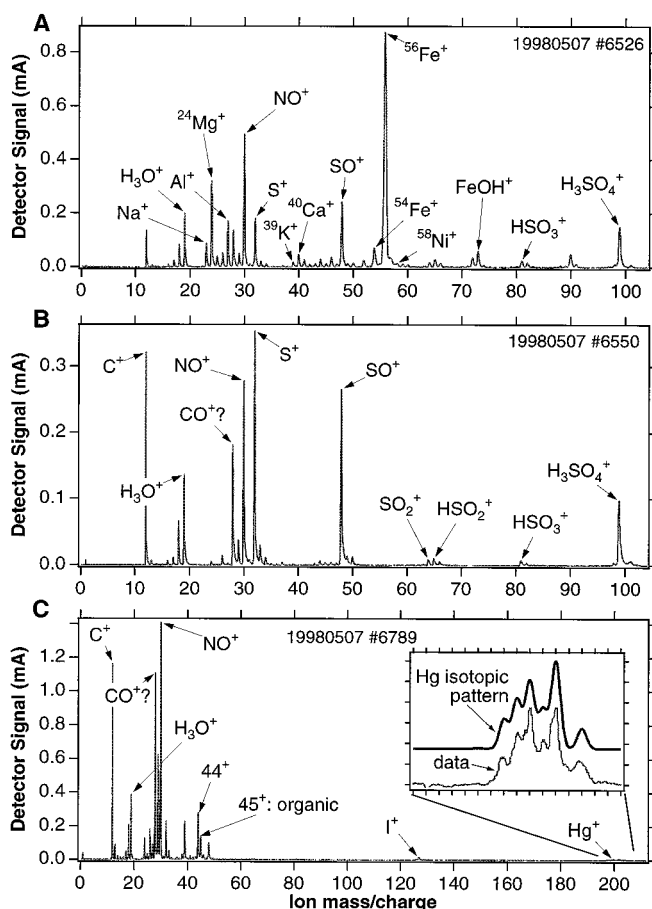 A
19980507 #6526
Detector Signal (mA)
0.8
0.6
0.4
0.2
0.0
⁵⁶Fe⁺
NO⁺
²⁴Mg⁺
H₃O⁺
Al⁺
Na⁺
S⁺
³⁹K⁺
⁴⁰Ca⁺
SO⁺
⁵⁴Fe⁺
⁵⁸Ni⁺
FeOH⁺
HSO₃⁺
H₃SO₄⁺
0 10 20 30 40 50 60 70 80 90 100
B
19980507 #6550
Detector Signal (mA)
0.3
0.2
0.1
0.0
C⁺
NO⁺
S⁺
SO⁺
CO⁺?
H₃O⁺
SO₂⁺
HSO₂⁺
HSO₃⁺
H₃SO₄⁺
0 10 20 30 40 50 60 70 80 90 100
C
19980507 #6789
Detector Signal (mA)
1.2
1.0
0.8
0.6
0.4
0.2
0.0
C⁺
NO⁺
CO⁺?
H₃O⁺
44⁺
45⁺: organic
I⁺
Hg⁺
Hg isotopic
pattern
data
0 20 40 60 80 100 120 140 160 180 200
Ion mass/charge